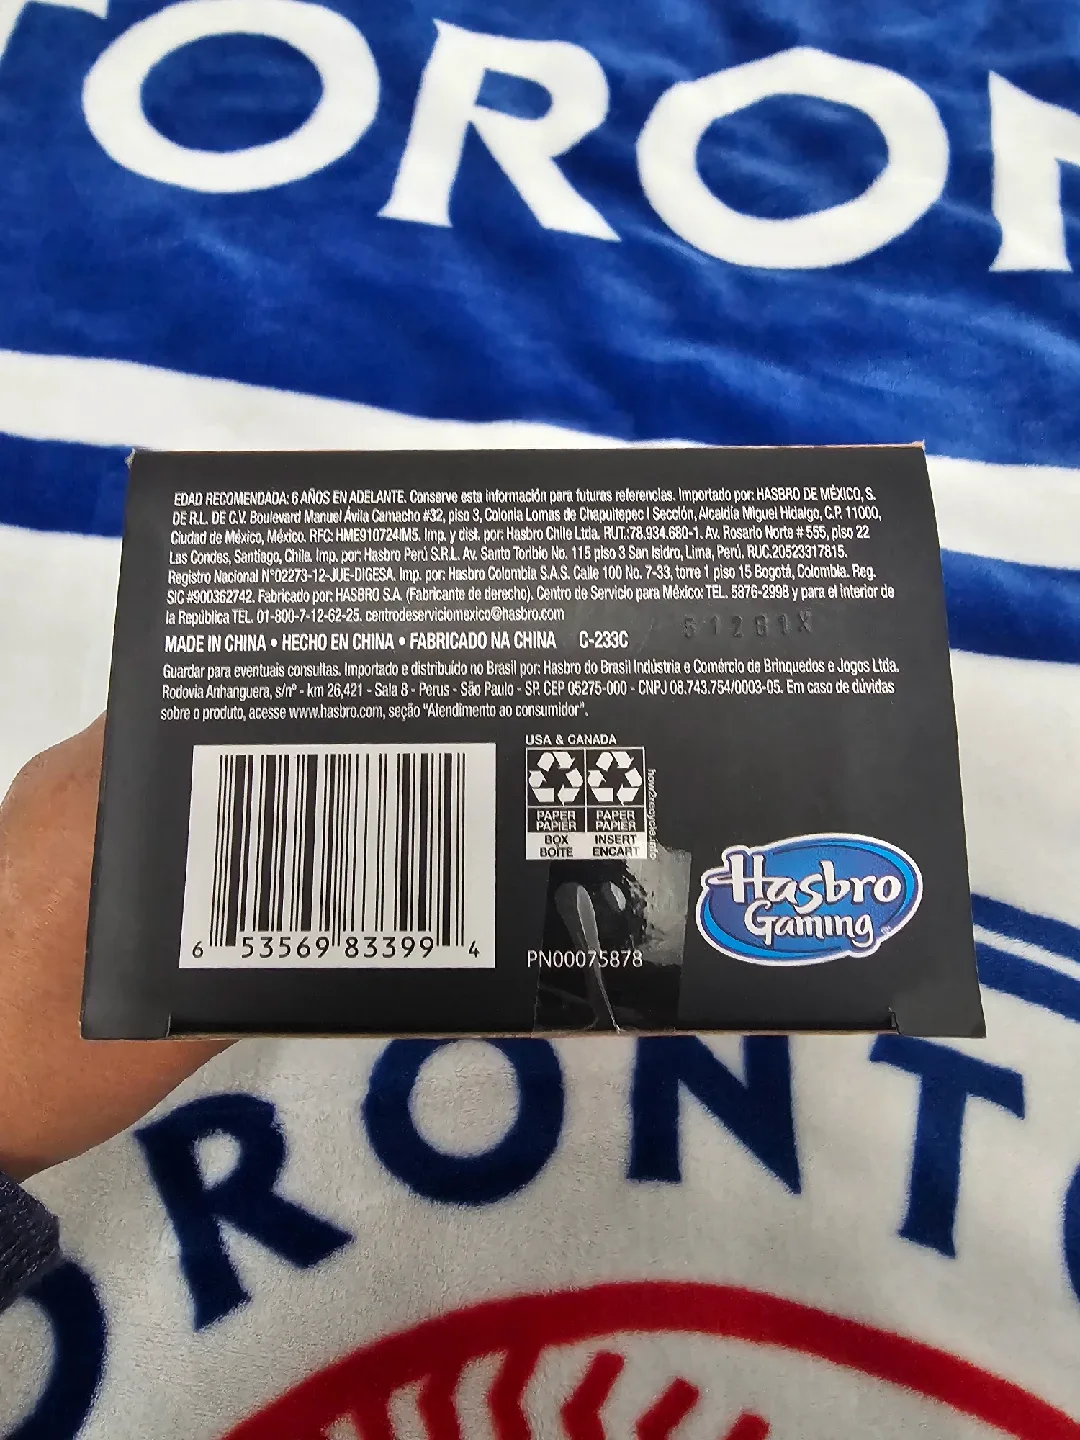 TORON
EDAD RECOMENDADA: 6 AÑOS EN ADELANTE. Conserve esta información para futuras referencias. Importado por: HASBRO DE MÉXICO, S.
DE R.L. DE C.V. Boulevard Manuel Ávila Camacho #32, piso 3, Colonia Lomas de Chapultepec I Sección, Alcaldía Miguel Hidalgo, C.P. 11000,
Ciudad de México, México. RFC: HME910724IM5. Imp. y dist. por: Hasbro Chile Ltda. RUT.:78.934.680-1. Av. Rosario Norte # 555, piso 22
Las Condes, Santiago, Chile. Imp. por: Hasbro Perú S.R.L. Av. Santo Toribio No. 115 piso 3 San Isidro, Lima, Perú, RUC.20523317815.
Registro Nacional N°02273-12-JUE-DIGESA. Imp. por: Hasbro Colombia S.A.S. Calle 100 No. 7-33, torre 1 piso 15 Bogotá, Colombia. Reg.
SIC #900362742. Fabricado por: HASBRO S.A. (Fabricante de derecho). Centro de Servicio para México: TEL. 5876-2998 y para el interior de
la República TEL. 01-800-7-12-62-25. centrodeserviciomexico@hasbro.com
MADE IN CHINA • HECHO EN CHINA • FABRICADO NA CHINA C-233C
Guardar para eventuais consultas. Importado e distribuído no Brasil por: Hasbro do Brasil Indústria e Comércio de Brinquedos e Jogos Ltda.
Rodovia Anhanguera, s/nº - km 26,421 - Sala 8 - Perus - São Paulo - SP. CEP 05275-000 - CNPJ 08.743.754/0003-05. Em caso de dúvidas
sobre o produto, acesse www.hasbro.com, seção "Atendimento ao consumidor".
6 53569 83399 4
USA & CANADA
PAPER PAPER
PAPIER PAPIER
BOX INSERT
BOÎTE ENCART
how2recycle.info
PN00075878
Hasbro
Gaming
ORONTO